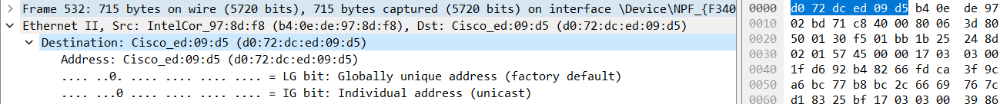 Frame 532: 715 bytes on wire (5720 bits), 715 bytes captured (5720 bits) on interface \Device\NPF_{F340
Ethernet II, Src: IntelCor_97:8d:f8 (b4:0e:de:97:8d:f8), Dst: Cisco_ed:09:d5 (d0:72:dc:ed:09:d5)
Destination: Cisco_ed:09:d5 (d0:72:dc:ed:09:d5)
Address: Cisco_ed:09:d5 (d0:72:dc:ed:09:d5)
.... ..0. .... .... .... .... = LG bit: Globally unique address (factory default)
.... ...0 .... .... .... .... = IG bit: Individual address (unicast)
0000 d0 72 dc ed 09 d5 b4 0e de 97
0010 02 bd 71 c8 40 00 80 06 3d 80
0020 50 01 30 f5 01 bb 1b 25 24 8d
0030 02 01 57 45 00 00 17 03 03 00
0040 1f d6 92 b4 82 66 fd ca 3f 9c
0050 a6 bc 77 b8 bc 2c 66 69 76 7c
0060 d1 83 25 bf 17 03 03 00 39 86